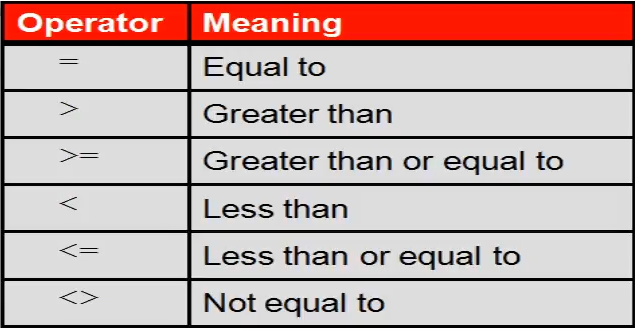 Operator Meaning
= Equal to
> Greater than
>= Greater than or equal to
< Less than
<= Less than or equal to
<> Not equal to